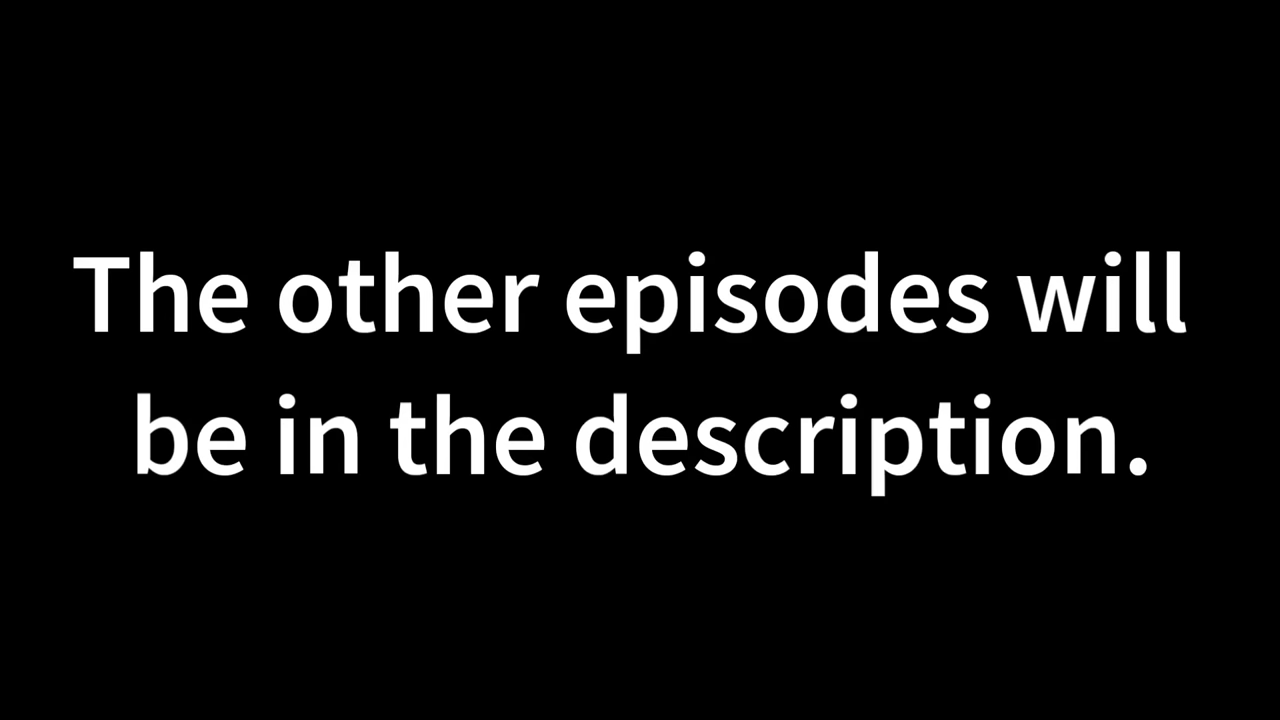 The other episodes will
be in the description.